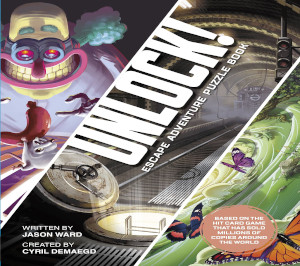 UNLOCK!
ESCAPE ADVENTURE PUZZLE BOOK
WRITTEN BY
JASON WARD
CREATED BY
CYRIL DEMAEGD
BASED ON THE
HIT CARD GAME
THAT HAS SOLD
MILLIONS OF
COPIES AROUND
THE WORLD